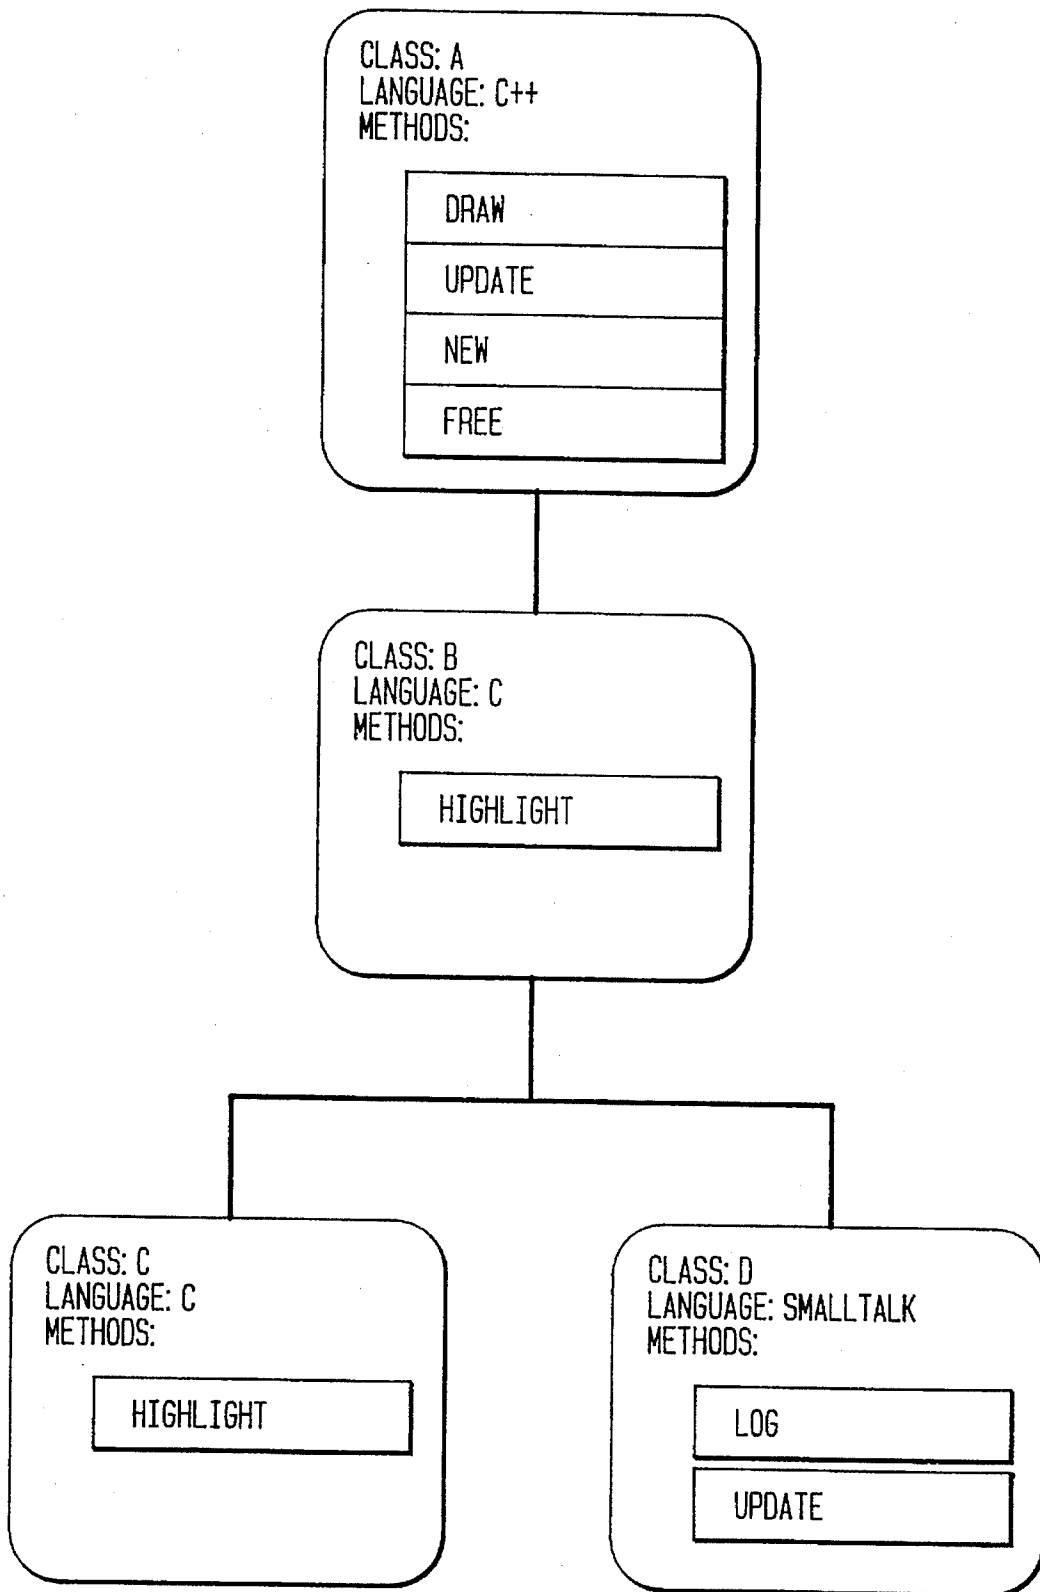 CLASS: A
LANGUAGE: C++
METHODS:
DRAW
UPDATE
NEW
FREE
CLASS: B
LANGUAGE: C
METHODS:
HIGHLIGHT
CLASS: C
LANGUAGE: C
METHODS:
HIGHLIGHT
CLASS: D
LANGUAGE: SMALLTALK
METHODS:
LOG
UPDATE